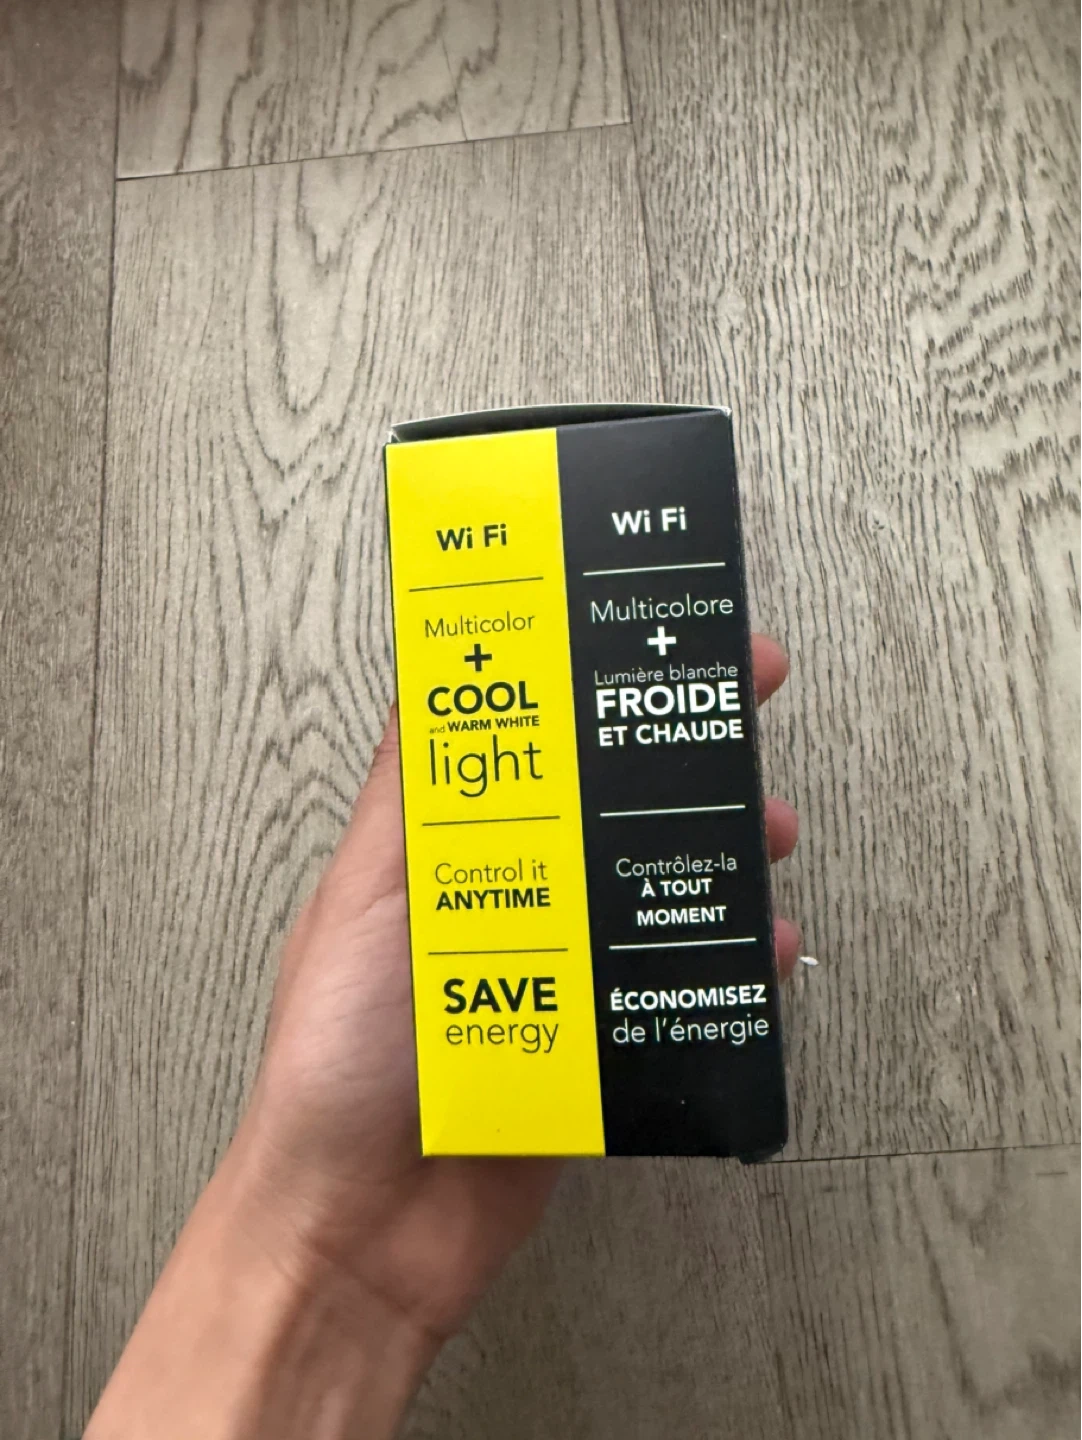 Wi Fi
Multicolor
+
COOL
and WARM WHITE
light
Control it
ANYTIME
SAVE
energy
Wi Fi
Multicolore
+
Lumière blanche
FROIDE
ET CHAUDE
Contrôlez-la
À TOUT
MOMENT
ÉCONOMISEZ
de l'énergie